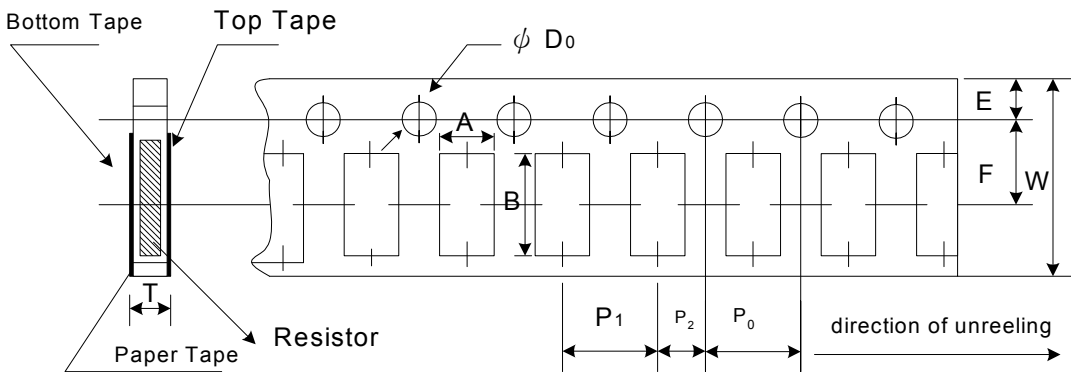 Bottom Tape
Top Tape
ψ D0
E
A
F
W
B
T
P1
P2
P0
Resistor
direction of unreeling
Paper Tape